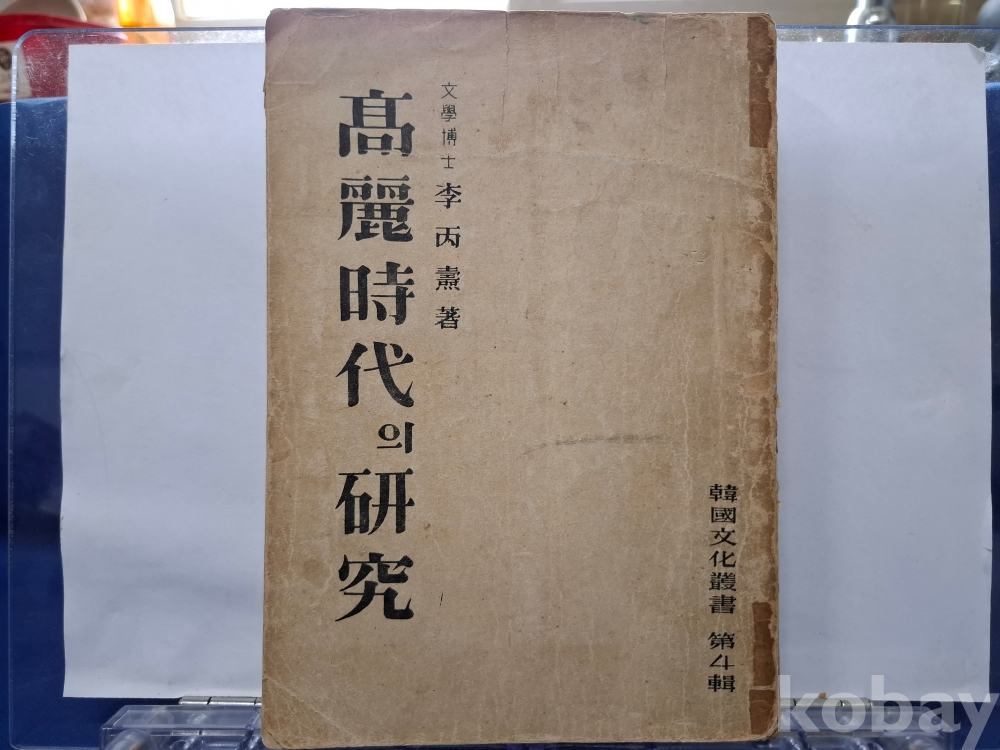 韓國文化叢書 第4輯
文學博士 李丙燾著
高麗時代의研究
kobay